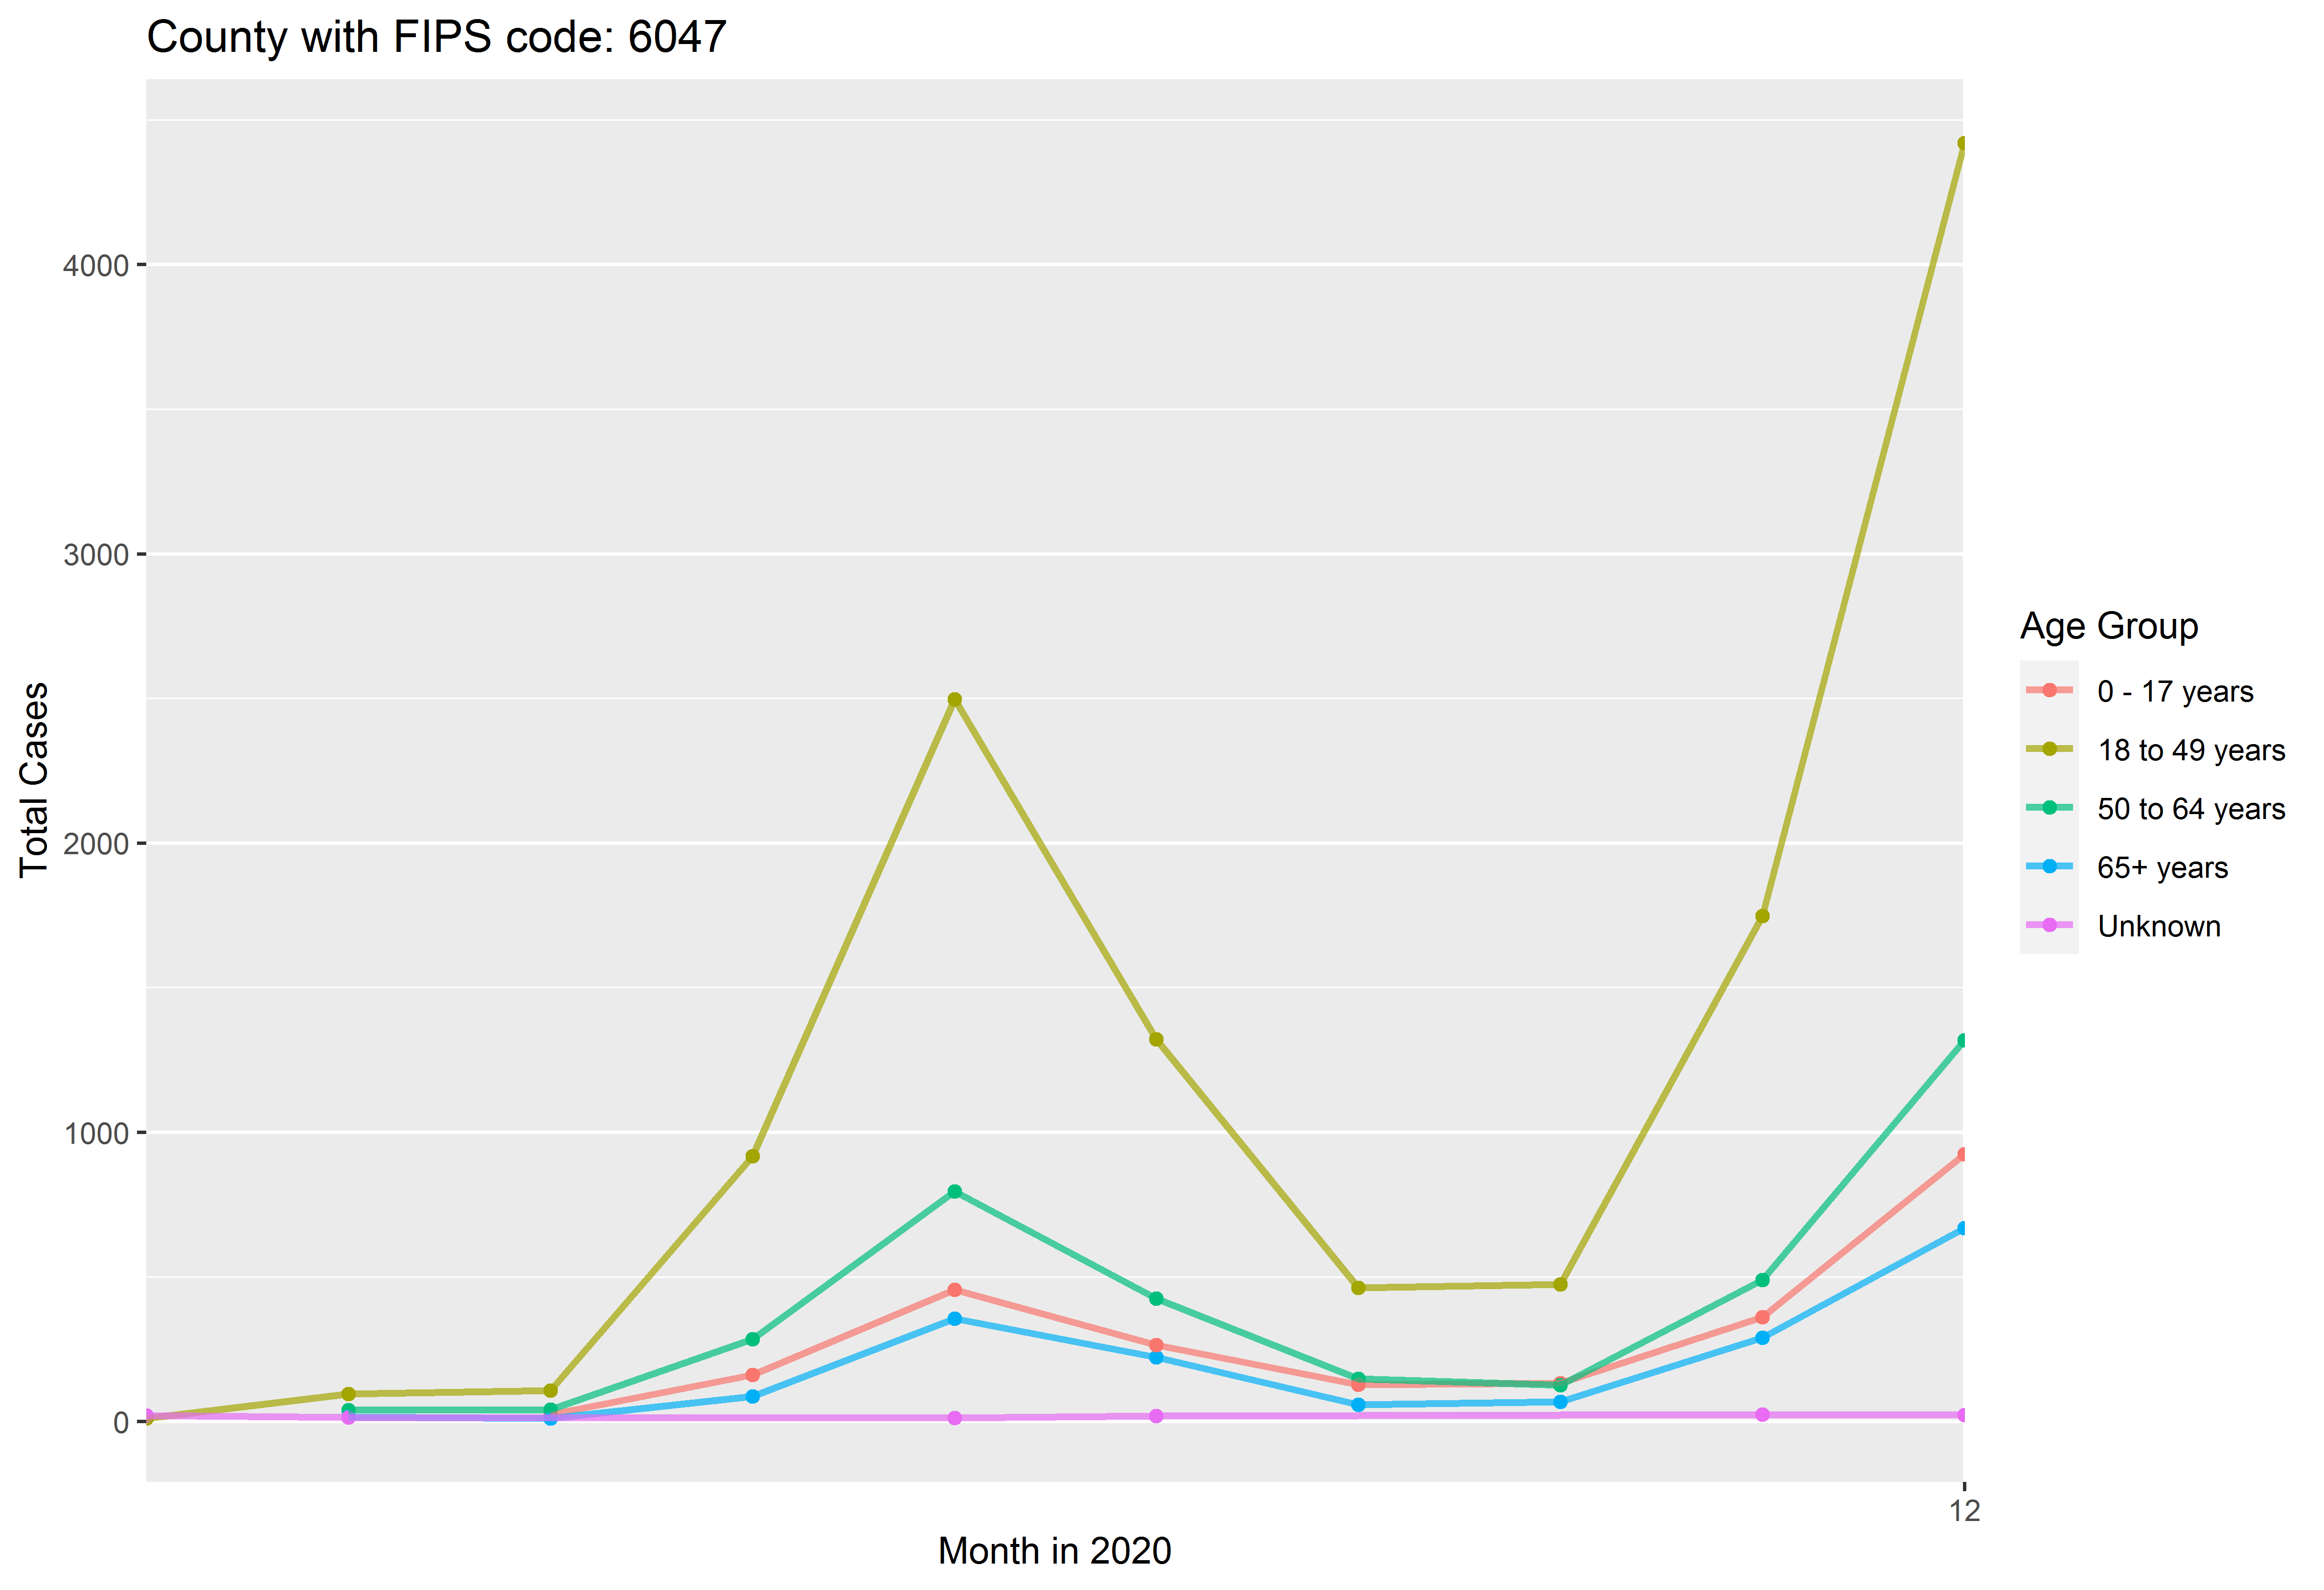 County with FIPS code: 6047
Total Cases
4000
3000
2000
1000
0
12
Month in 2020
Age Group
0 - 17 years
18 to 49 years
50 to 64 years
65+ years
Unknown